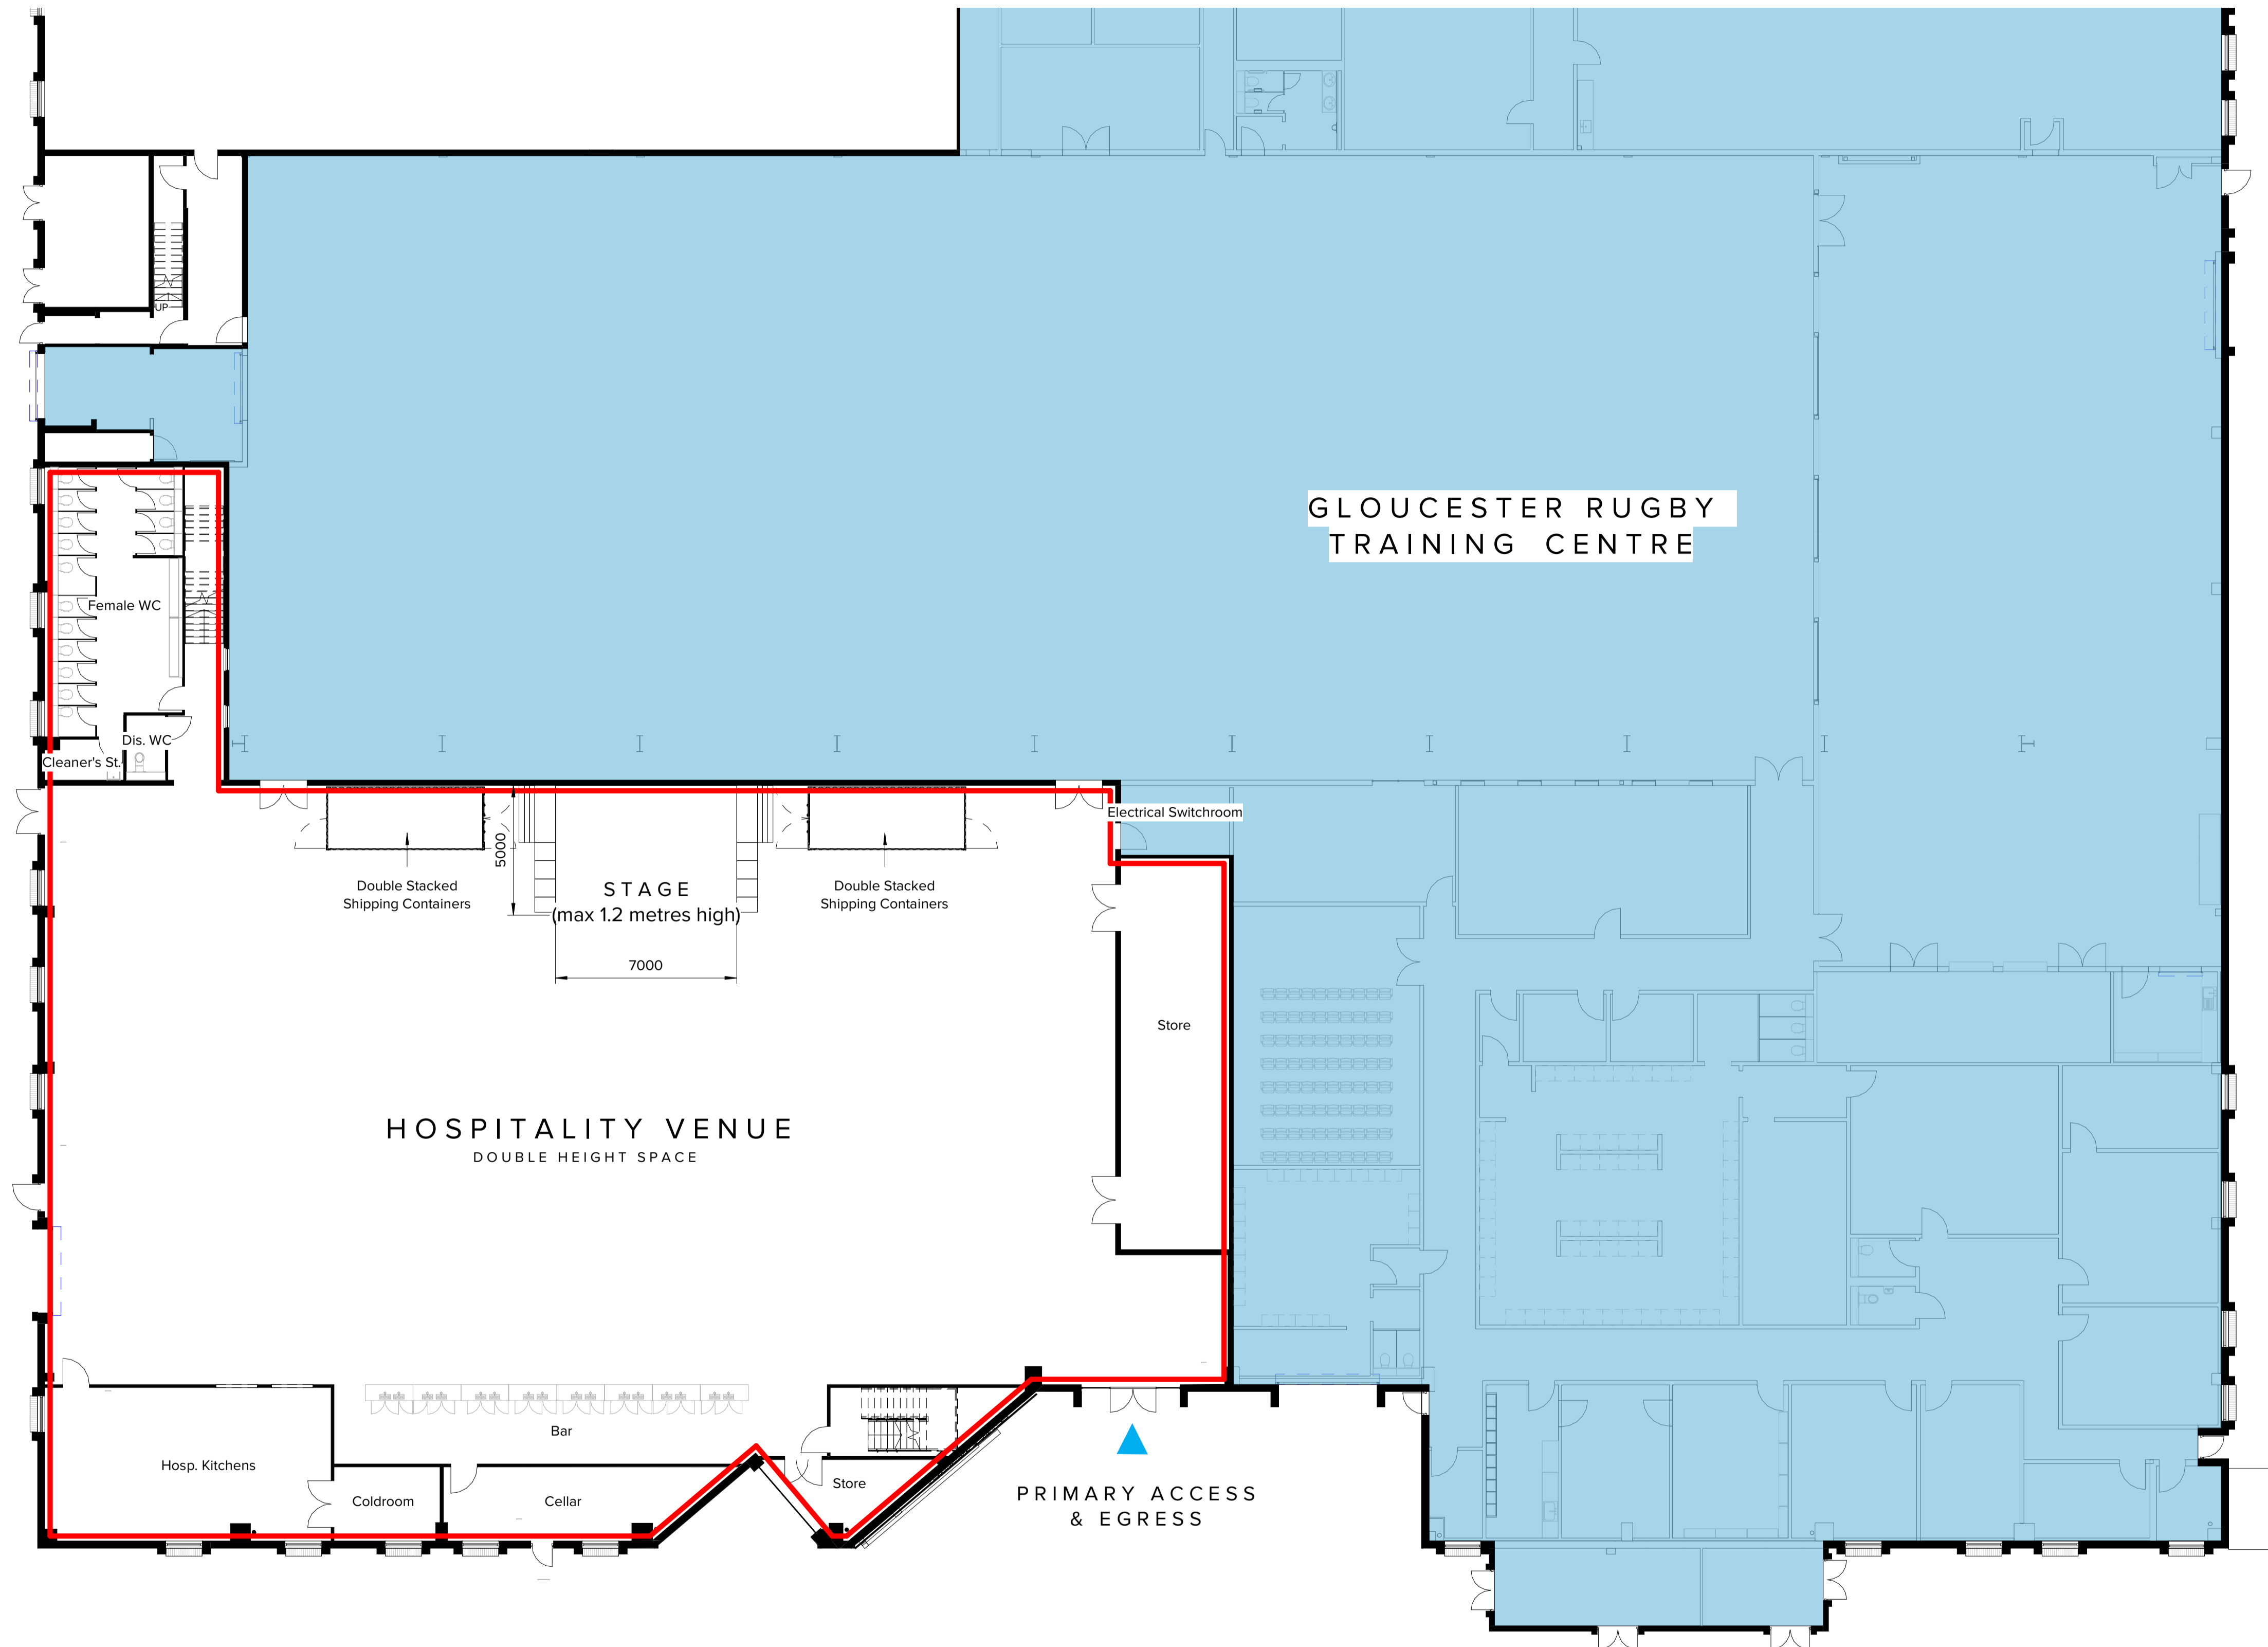 UP
GLOUCESTER RUGBY
TRAINING CENTRE
Female WC
Dis. WC
Cleaner's St.
Electrical Switchroom
5000
Double Stacked
Shipping Containers
STAGE
(max 1.2 metres high)
Double Stacked
Shipping Containers
7000
Store
HOSPITALITY VENUE
DOUBLE HEIGHT SPACE
Bar
Hosp. Kitchens
Coldroom
Cellar
Store
PRIMARY ACCESS
& EGRESS